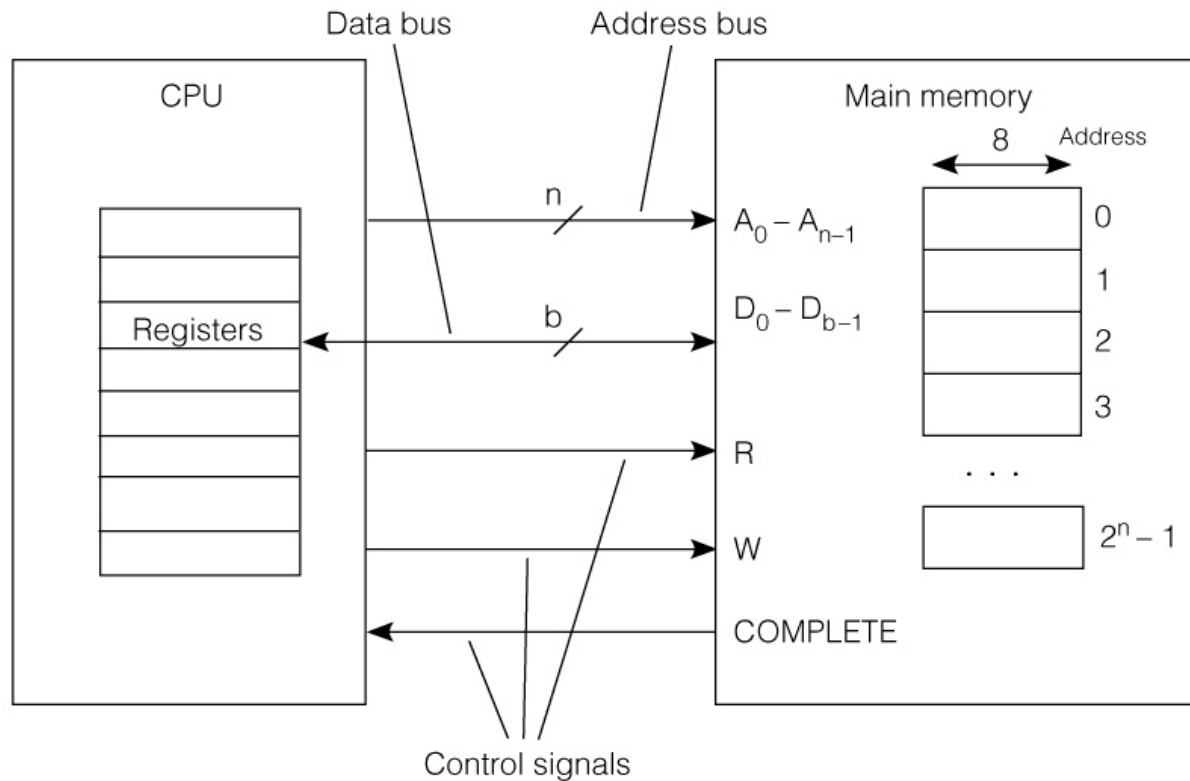 Data bus
Address bus
CPU
Main memory
8
Address
n
A₀ – Aₙ₋₁
0
1
D₀ – D_b₋₁
b
Registers
2
3
R
. . .
W
2ⁿ – 1
COMPLETE
Control signals